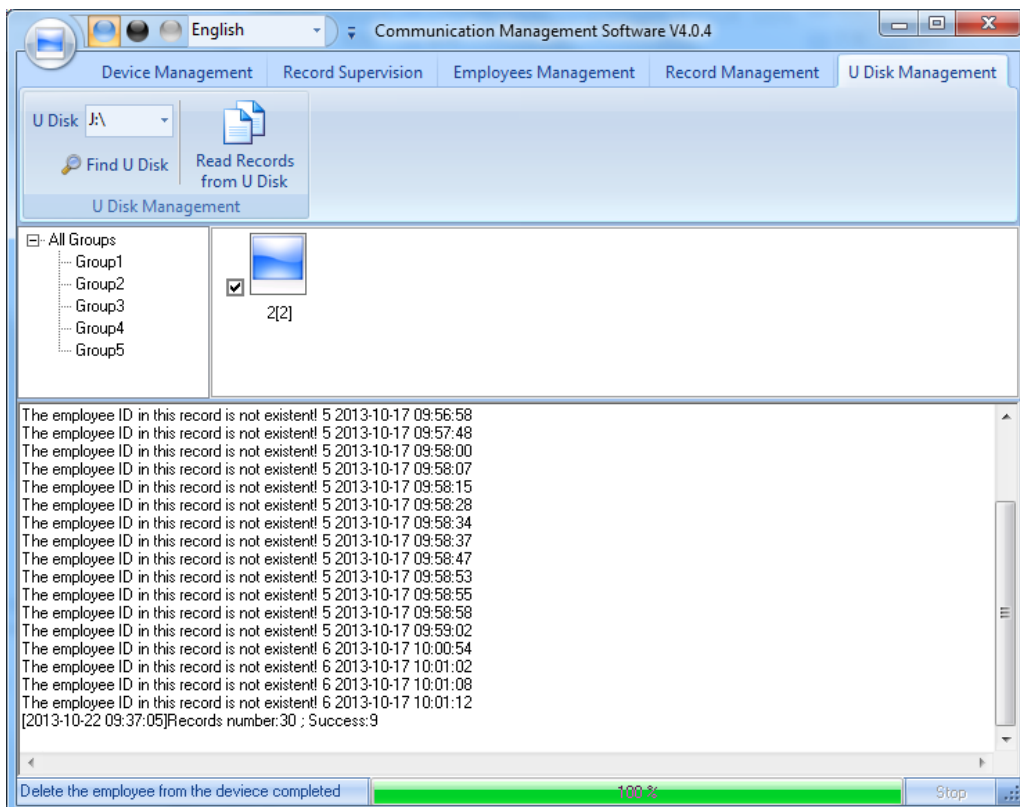 English
Communication Management Software V4.0.4
Device Management
Record Supervision
Employees Management
Record Management
U Disk Management
U Disk J:\
Find U Disk
Read Records
from U Disk
U Disk Management
All Groups
Group1
Group2
Group3
Group4
Group5
2[2]
The employee ID in this record is not existent! 5 2013-10-17 09:56:58
The employee ID in this record is not existent! 5 2013-10-17 09:57:48
The employee ID in this record is not existent! 5 2013-10-17 09:58:00
The employee ID in this record is not existent! 5 2013-10-17 09:58:07
The employee ID in this record is not existent! 5 2013-10-17 09:58:15
The employee ID in this record is not existent! 5 2013-10-17 09:58:28
The employee ID in this record is not existent! 5 2013-10-17 09:58:34
The employee ID in this record is not existent! 5 2013-10-17 09:58:37
The employee ID in this record is not existent! 5 2013-10-17 09:58:47
The employee ID in this record is not existent! 5 2013-10-17 09:58:53
The employee ID in this record is not existent! 5 2013-10-17 09:58:55
The employee ID in this record is not existent! 5 2013-10-17 09:58:58
The employee ID in this record is not existent! 5 2013-10-17 09:59:02
The employee ID in this record is not existent! 6 2013-10-17 10:00:54
The employee ID in this record is not existent! 6 2013-10-17 10:01:02
The employee ID in this record is not existent! 6 2013-10-17 10:01:08
The employee ID in this record is not existent! 6 2013-10-17 10:01:12
[2013-10-22 09:37:05]Records number:30 ; Success:9
Delete the employee from the deviece completed
100 %
Stop